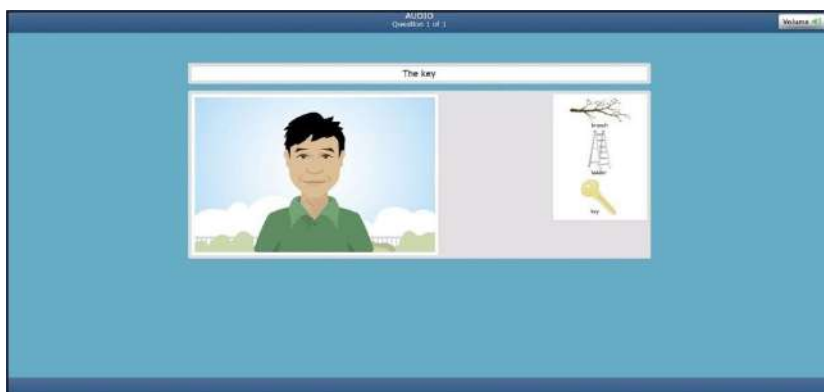 AUDIO
Question 1 of 1
Volume
The key
branch
ladder
key